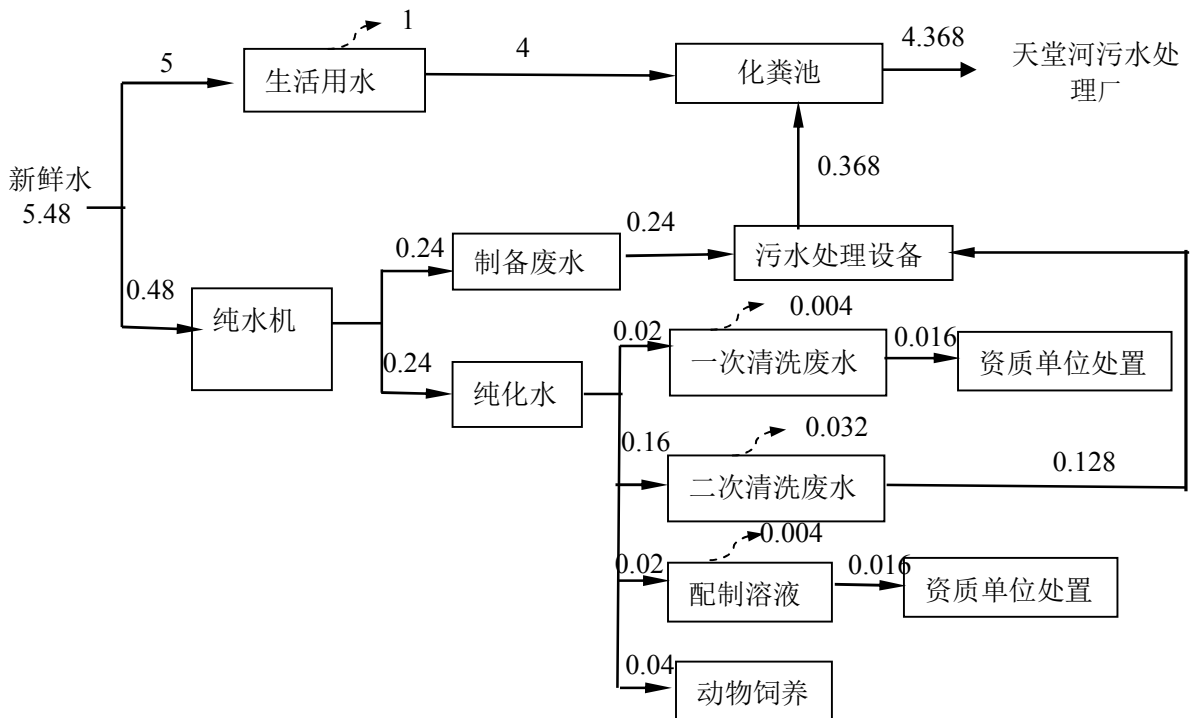 1
5
生活用水
4
化粪池
4.368
天堂河污水处
理厂
新鲜水
5.48
0.368
0.24
制备废水
0.24
污水处理设备
0.48
纯水机
0.24
纯化水
0.02
0.004
一次清洗废水
0.016
资质单位处置
0.16
0.032
二次清洗废水
0.128
0.02
0.004
配制溶液
0.016
资质单位处置
0.04
动物饲养